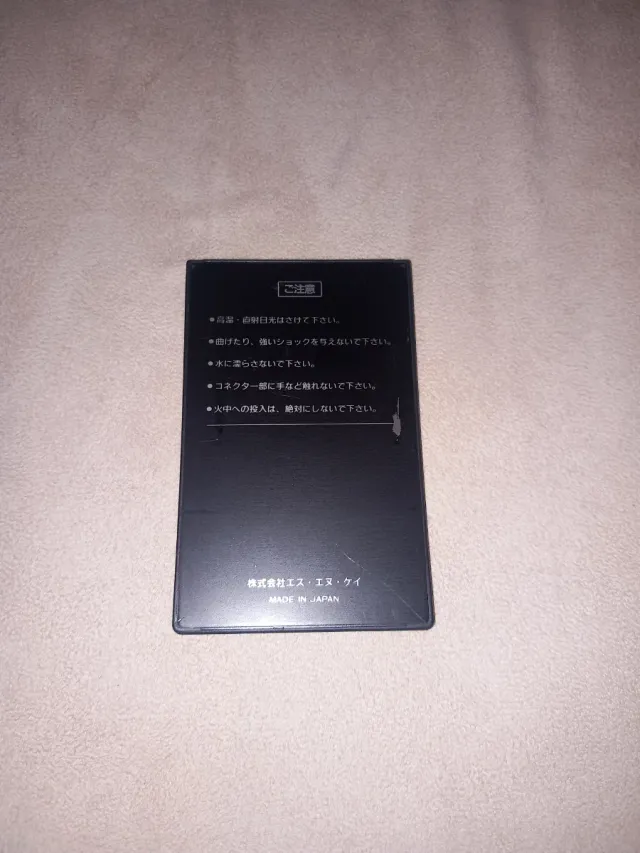 ご注意
●高温・直射日光はさけて下さい。
●曲げたり、強いショックを与えないで下さい。
●水に濡らさないで下さい。
●コネクター部に手など触れないで下さい。
●火中への投入は、絶対にしないで下さい。
株式会社エス・エヌ・ケイ
MADE IN JAPAN